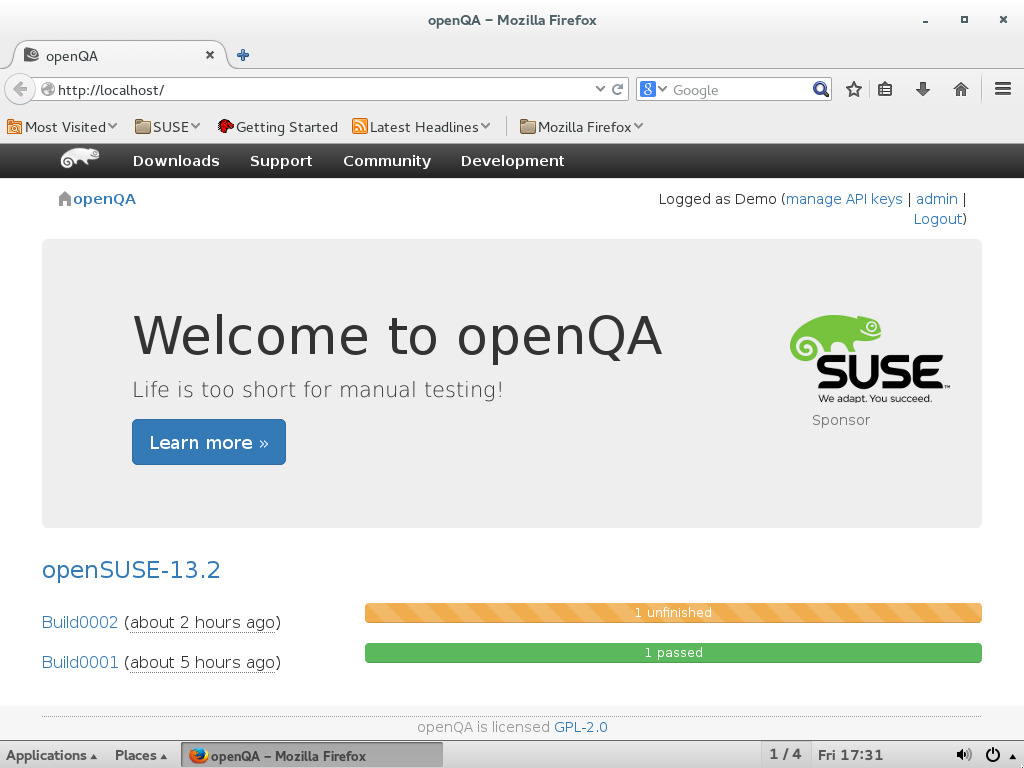 openQA – Mozilla Firefox
openQA
http://localhost/
Google
Most Visited
SUSE
Getting Started
Latest Headlines
Mozilla Firefox
Downloads
Support
Community
Development
openQA
Logged as Demo (manage API keys | admin |
Logout)
Welcome to openQA
Life is too short for manual testing!
Learn more »
SUSE™
We adapt. You succeed.
Sponsor
openSUSE-13.2
Build0002 (about 2 hours ago)
1 unfinished
Build0001 (about 5 hours ago)
1 passed
openQA is licensed GPL-2.0
Applications
Places
openQA – Mozilla Firefox
1 / 4
Fri 17:31